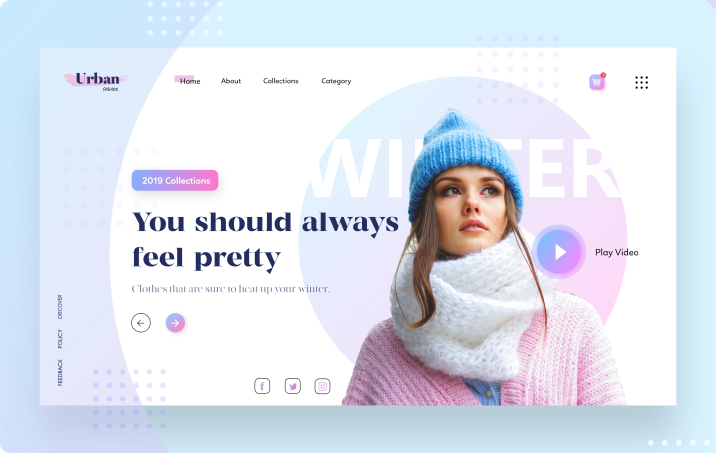 Urban
FASHION
Home
About
Collections
Category
1
WINTER
2019 Collections
You should always
feel pretty
Clothes that are sure to heat up your winter.
Play Video
DISCOVER
POLICY
FEEDBACK